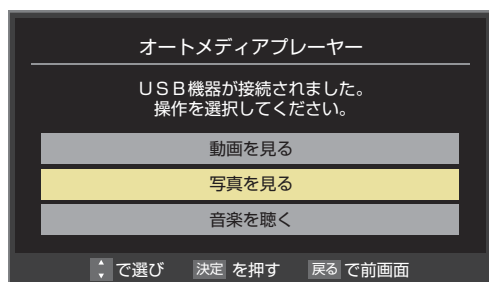 オートメディアプレーヤー
ＵＳＢ機器が接続されました。
操作を選択してください。
動画を見る
写真を見る
音楽を聴く
で選び 決定 を押す 戻る で前画面